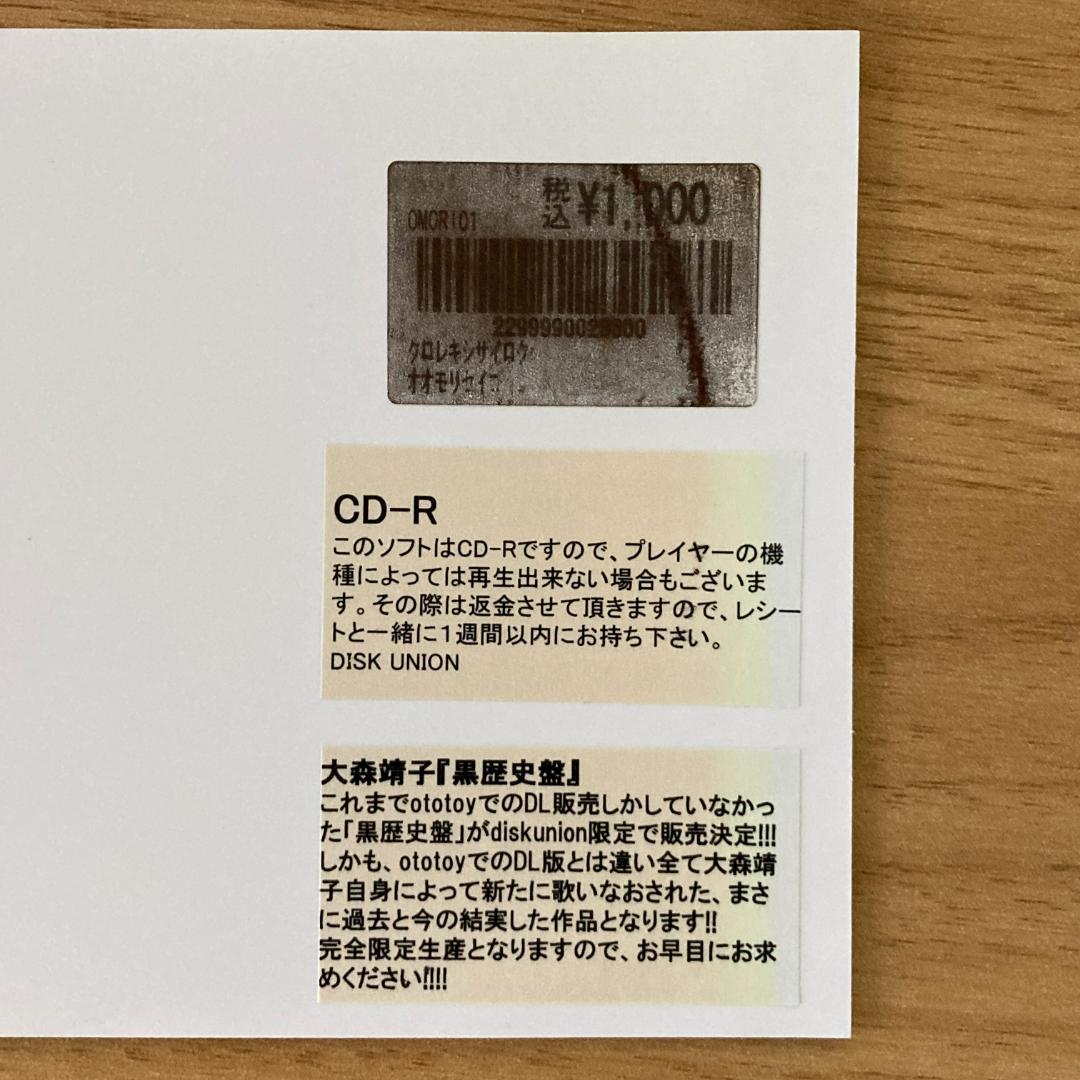 税込 ¥1,000
OMORI01
クロレキシサイロク
オオモリセイコ
CD-R
このソフトはCD-Rですので、プレイヤーの機
種によっては再生出来ない場合もございま
す。その際は返金させて頂きますので、レシー
トと一緒に1週間以内にお持ち下さい。
DISK UNION
大森靖子『黒歴史盤』
これまでototoyでのDL販売しかしていなかっ
た「黒歴史盤」がdiskunion限定で販売決定!!!
しかも、ototoyでのDL版とは違い全て大森靖
子自身によって新たに歌いなおされた、まさ
に過去と今の結実した作品となります!!
完全限定生産となりますので、お早目にお求
めください!!!!